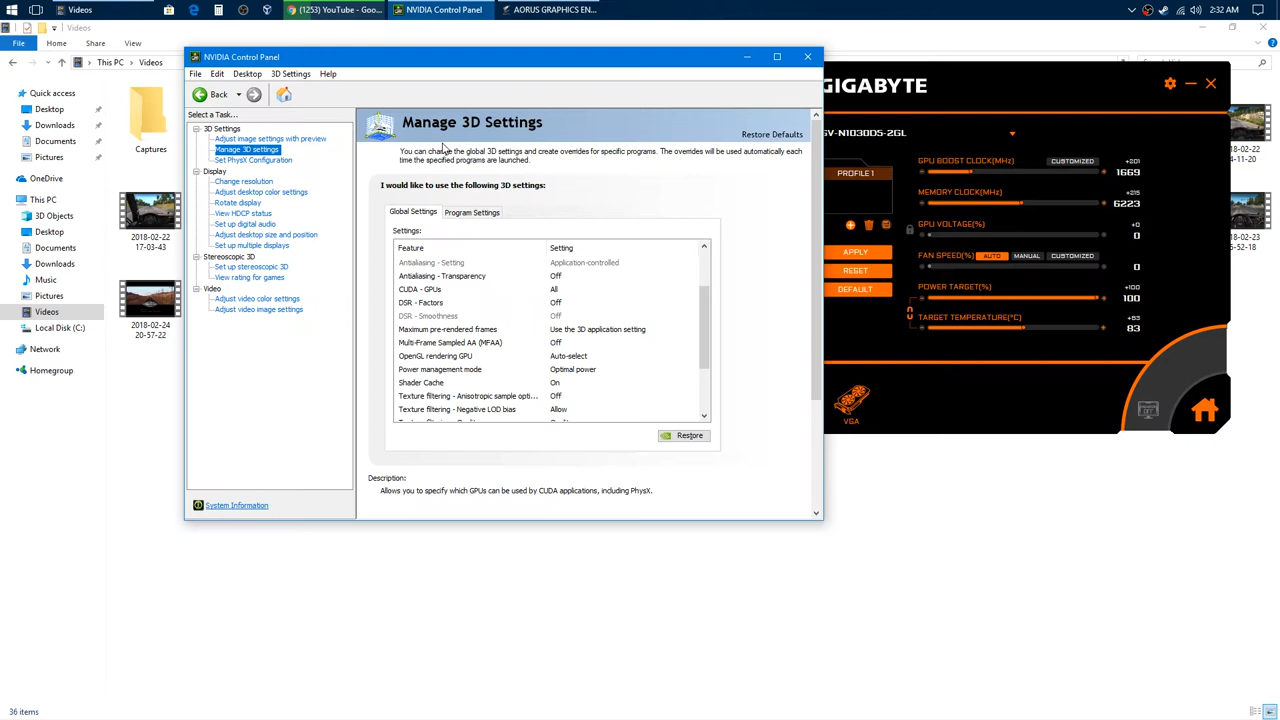 Videos
(1253) YouTube - Goo...
NVIDIA Control Panel
AORUS GRAPHICS EN...
2:32 AM
Videos
File
Home
Share
View
This PC
Videos
Quick access
Desktop
Downloads
Documents
Pictures
OneDrive
This PC
3D Objects
Desktop
Documents
Downloads
Music
Pictures
Videos
Local Disk (C:)
Network
Homegroup
Captures
2018-02-22
17-03-43
2018-02-24
20-57-22
NVIDIA Control Panel
File
Edit
Desktop
3D Settings
Help
Back
Select a Task...
3D Settings
Adjust image settings with preview
Manage 3D settings
Set PhysX Configuration
Display
Change resolution
Adjust desktop color settings
Rotate display
View HDCP status
Set up digital audio
Adjust desktop size and position
Set up multiple displays
Stereoscopic 3D
Set up stereoscopic 3D
View rating for games
Video
Adjust video color settings
Adjust video image settings
System Information
Manage 3D Settings
Restore Defaults
You can change the global 3D settings and create overrides for specific programs. The overrides will be used automatically each
time the specified programs are launched.
I would like to use the following 3D settings:
Global Settings
Program Settings
Settings:
Feature Setting
Antialiasing - Setting Application-controlled
Antialiasing - Transparency Off
CUDA - GPUs All
DSR - Factors Off
DSR - Smoothness Off
Maximum pre-rendered frames Use the 3D application setting
Multi-Frame Sampled AA (MFAA) Off
OpenGL rendering GPU Auto-select
Power management mode Optimal power
Shader Cache On
Texture filtering - Anisotropic sample opti... Off
Texture filtering - Negative LOD bias Allow
Restore
Description:
Allows you to specify which GPUs can be used by CUDA applications, including PhysX.
GIGABYTE
GV-N1030D5-2GL
PROFILE 1
APPLY
RESET
DEFAULT
GPU BOOST CLOCK(MHz) CUSTOMIZED +201
1669
MEMORY CLOCK(MHz) +215
6223
GPU VOLTAGE(%) +0
0
FAN SPEED(%) AUTO MANUAL CUSTOMIZED
0
POWER TARGET(%) +100
100
TARGET TEMPERATURE(°C) +83
83
VGA
02-22
02-23
36 items